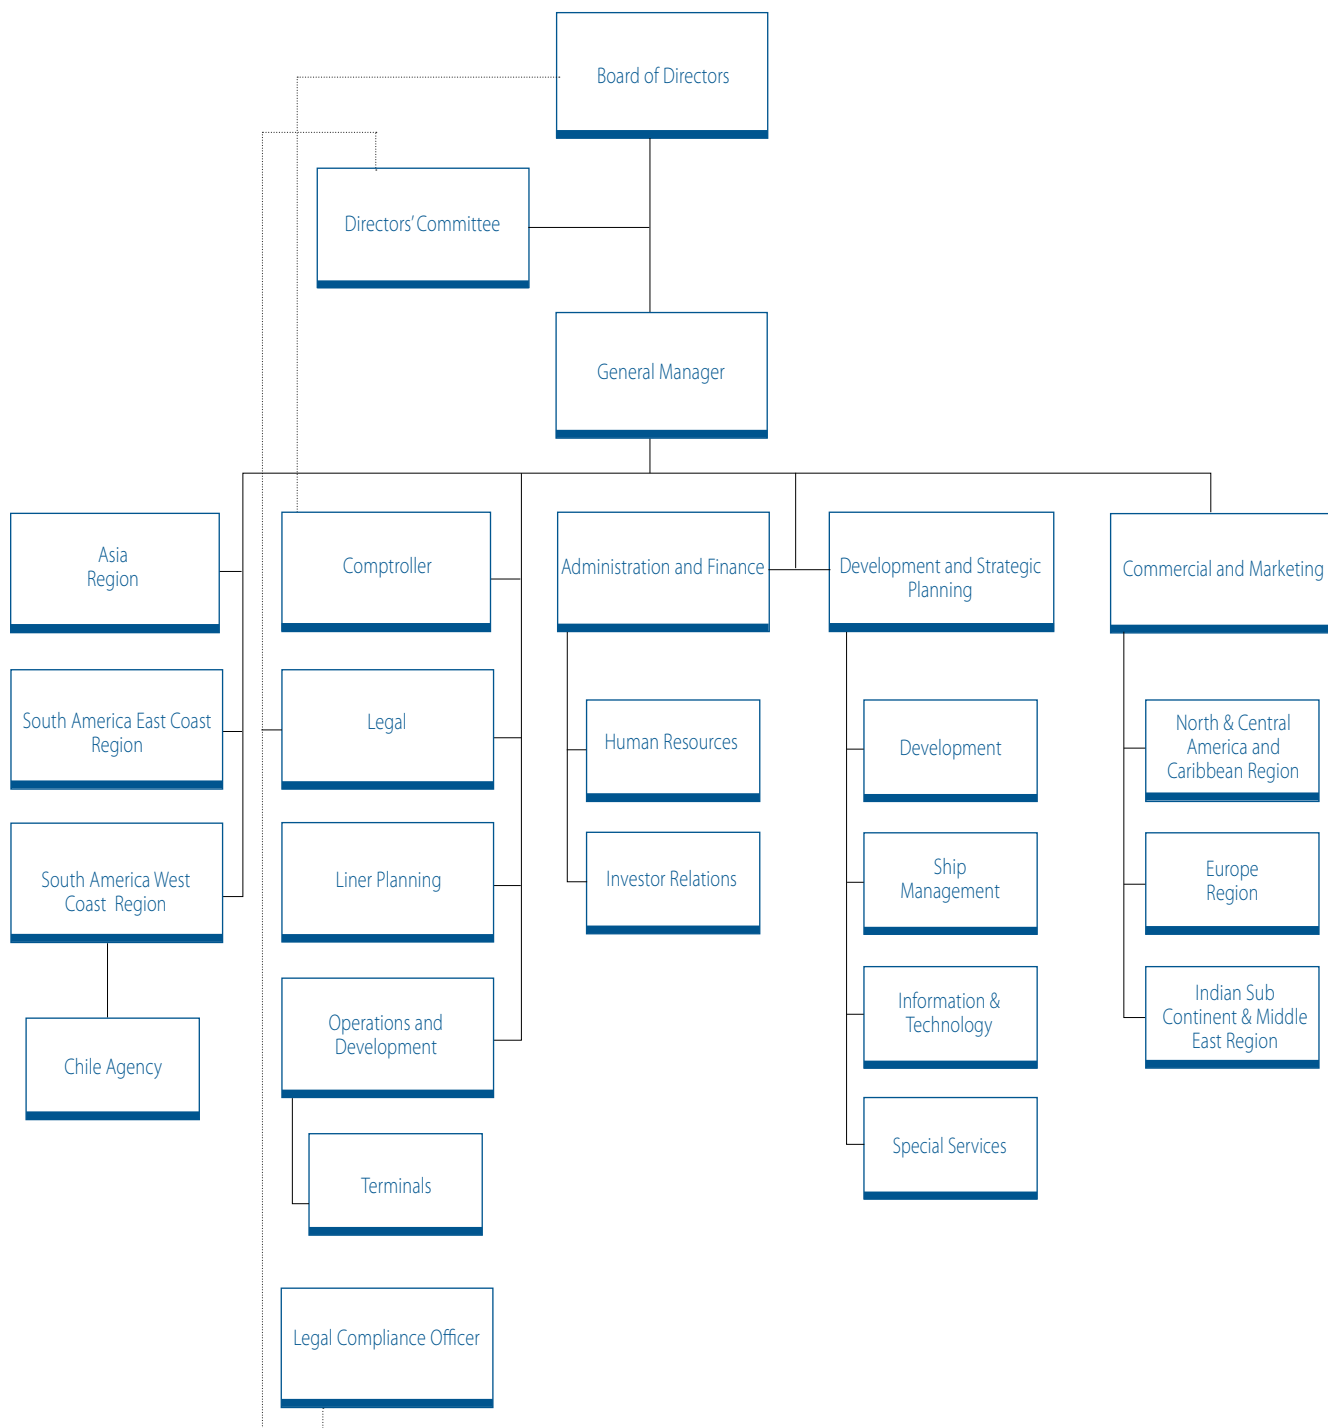 Board of Directors
Directors' Committee
General Manager
Asia
Region
Comptroller
Administration and Finance
Development and Strategic
Planning
Commercial and Marketing
South America East Coast
Region
Legal
Human Resources
Development
North & Central
America and
Caribbean Region
South America West
Coast Region
Liner Planning
Investor Relations
Ship
Management
Europe
Region
Chile Agency
Operations and
Development
Information &
Technology
Indian Sub
Continent & Middle
East Region
Terminals
Special Services
Legal Compliance Officer